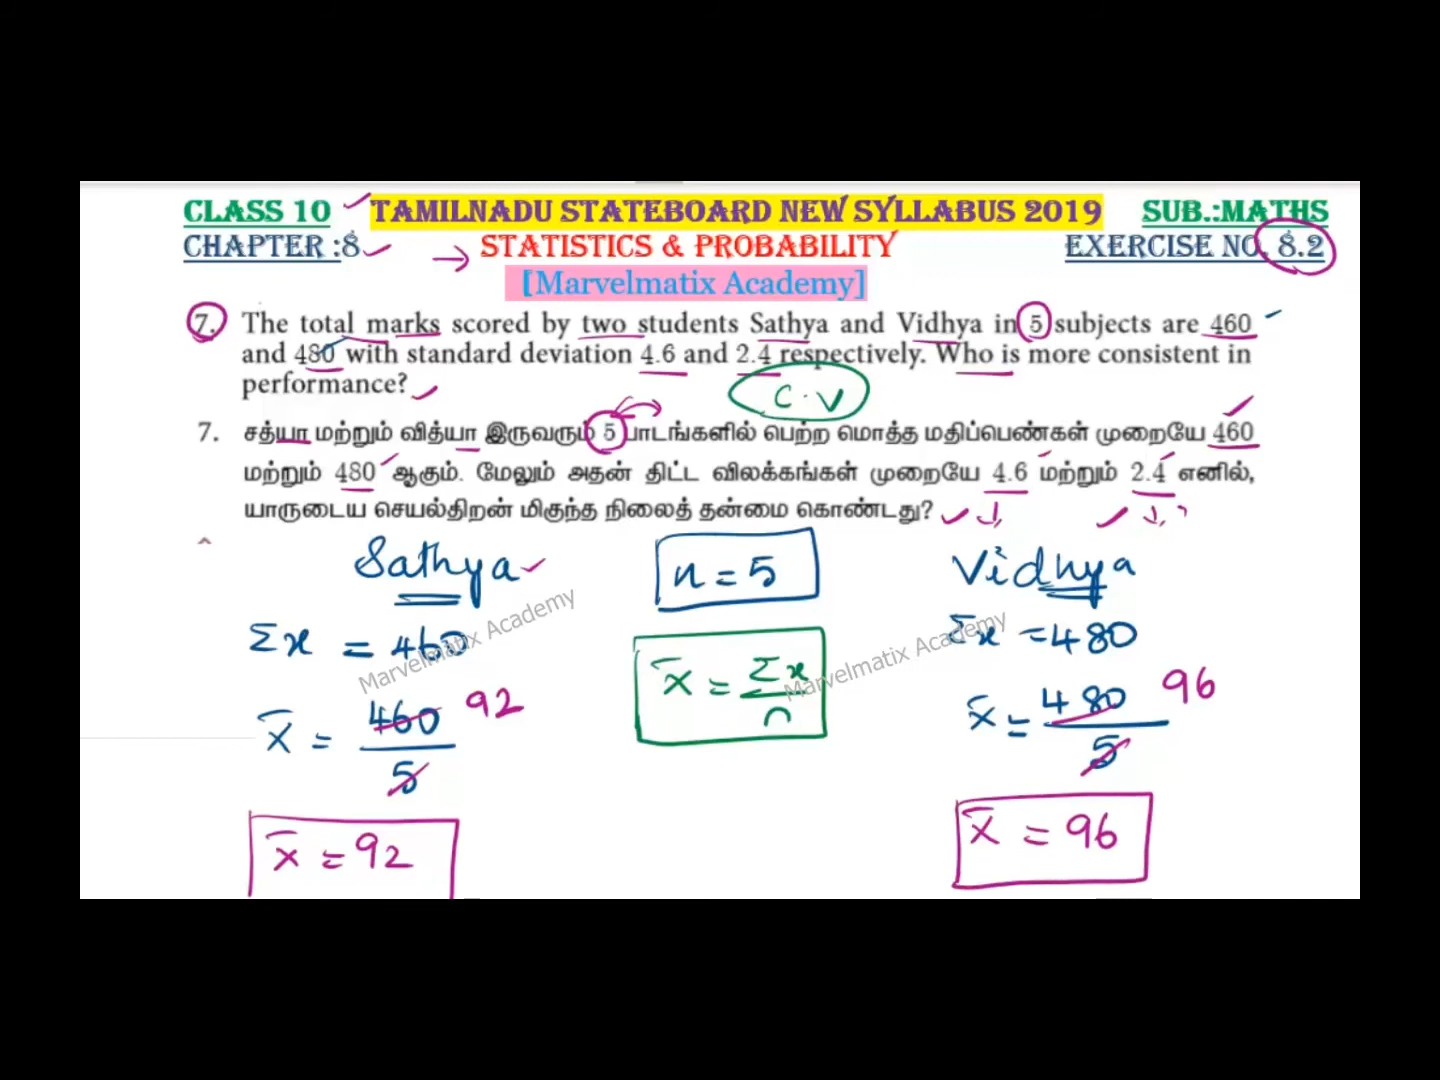 CLASS 10 TAMILNADU STATEBOARD NEW SYLLABUS 2019 SUB.:MATHS
CHAPTER :8 → STATISTICS & PROBABILITY EXERCISE NO. 8.2
[Marvelmatix Academy]
7. The total marks scored by two students Sathya and Vidhya in 5 subjects are 460
and 480 with standard deviation 4.6 and 2.4 respectively. Who is more consistent in
performance?
C.V
7. சத்யா மற்றும் வித்யா இருவரும் 5 பாடங்களில் பெற்ற மொத்த மதிப்பெண்கள் முறையே 460
மற்றும் 480 ஆகும். மேலும் அதன் திட்ட விலக்கங்கள் முறையே 4.6 மற்றும் 2.4 எனில்,
யாருடைய செயல்திறன் மிகுந்த நிலைத் தன்மை கொண்டது?
Sathya n = 5 Vidhya
Marvelmatix Academy
Marvelmatix Academy
Σx = 460 Σx = 480
x̄ = Σx/n
x̄ = 460/5 92 x̄ = 480/5 96
x̄ = 92 x̄ = 96